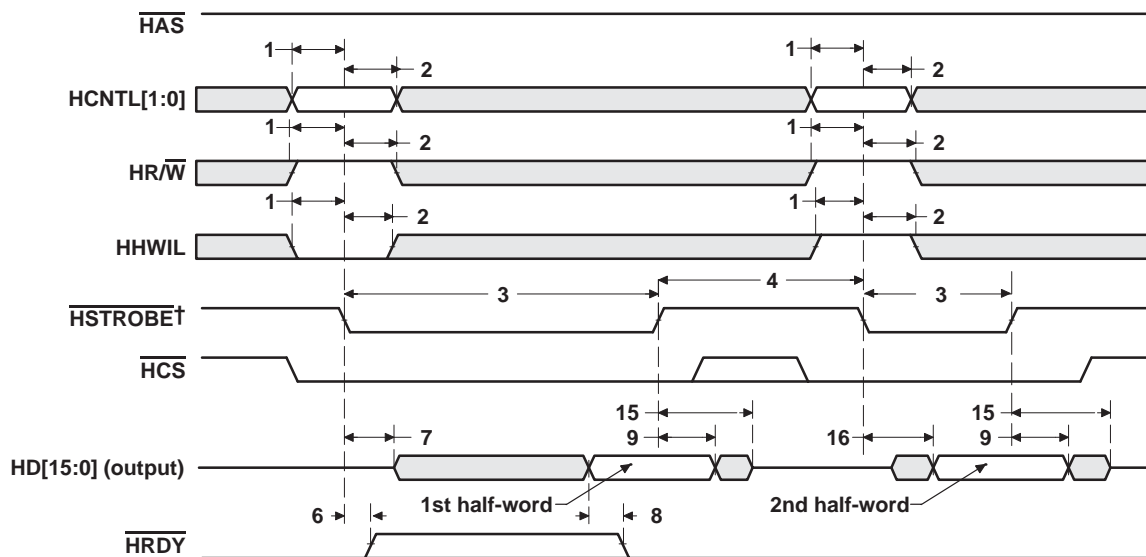 HAS
1
1
2
2
HCNTL[1:0]
1
1
2
2
HR/W
1
1
2
2
HHWIL
4
3
3
HSTROBE†
HCS
15
15
7
9
16
9
HD[15:0] (output)
1st half-word
2nd half-word
6
8
HRDY